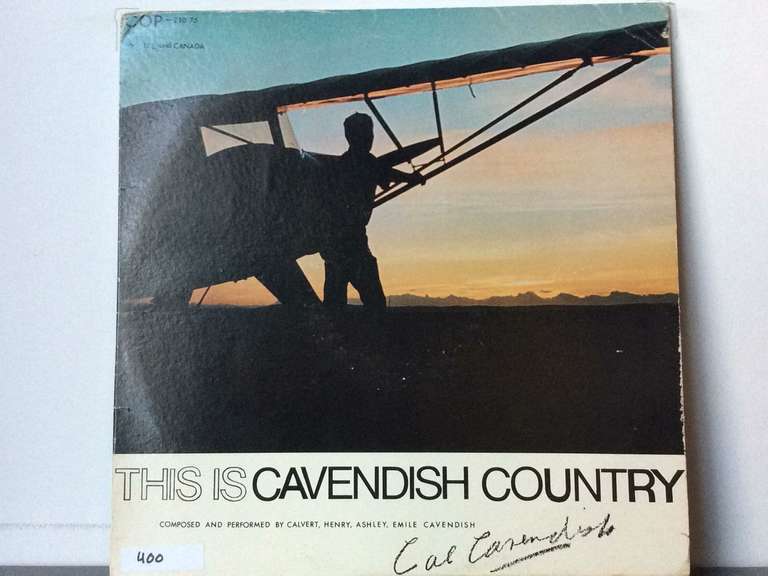 THIS IS CAVENDISH COUNTRY
COMPOSED AND PERFORMED BY CALVERT, HENRY, ASHLEY, EMILE CAVENDISH
Cal Cavendish
400